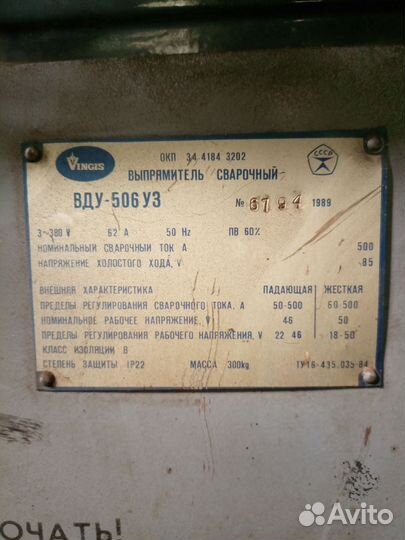 VINGIS
ОКП 34 4184 3202
СССР
ВЫПРЯМИТЕЛЬ СВАРОЧНЫЙ
ВДУ-506У3 № 6794 1989
3~380 V 62 А 50 Hz ПВ 60%
НОМИНАЛЬНЫЙ СВАРОЧНЫЙ ТОК А 500
НАПРЯЖЕНИЕ ХОЛОСТОГО ХОДА, V 85
ВНЕШНЯЯ ХАРАКТЕРИСТИКА ПАДАЮЩАЯ ЖЕСТКАЯ
ПРЕДЕЛЫ РЕГУЛИРОВАНИЯ СВАРОЧНОГО ТОКА, А 50-500 60-500
НОМИНАЛЬНОЕ РАБОЧЕЕ НАПРЯЖЕНИЕ, V 46 50
ПРЕДЕЛЫ РЕГУЛИРОВАНИЯ РАБОЧЕГО НАПРЯЖЕНИЯ, V 22 46 18-50
КЛАСС ИЗОЛЯЦИИ В
СТЕПЕНЬ ЗАЩИТЫ IP22 МАССА 300kg ТУ16-435.035-84
ОЧАТЬ!
Avito